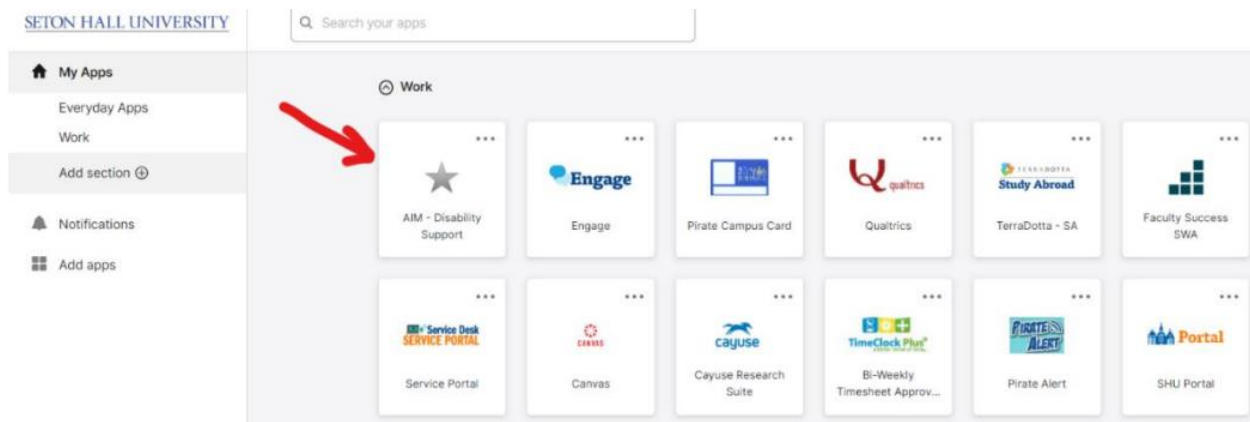 SETON HALL UNIVERSITY
Search your apps
My Apps
Everyday Apps
Work
Add section
Notifications
Add apps
Work
AIM - Disability
Support
Engage
Engage
Pirate Campus Card
qualtrics
Qualtrics
TERRADOTTA
Study Abroad
TerraDotta - SA
Faculty Success
SWA
Service Desk
SERVICE PORTAL
Service Portal
CANVAS
Canvas
cayuse
Cayuse Research
Suite
TimeClock Plus
Bi-Weekly
Timesheet Approv...
PIRATE
ALERT
Pirate Alert
Portal
SHU Portal